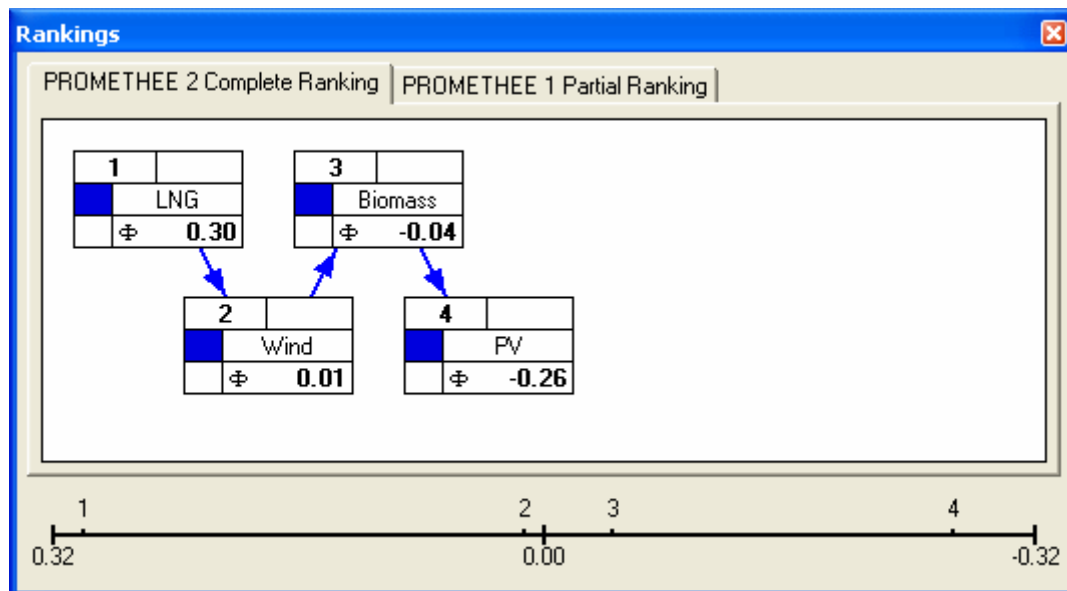 Rankings
PROMETHEE 2 Complete Ranking PROMETHEE 1 Partial Ranking
1 3
LNG Biomass
Φ 0.30 Φ -0.04
2 4
Wind PV
Φ 0.01 Φ -0.26
1 2 3 4
0.32 0.00 -0.32